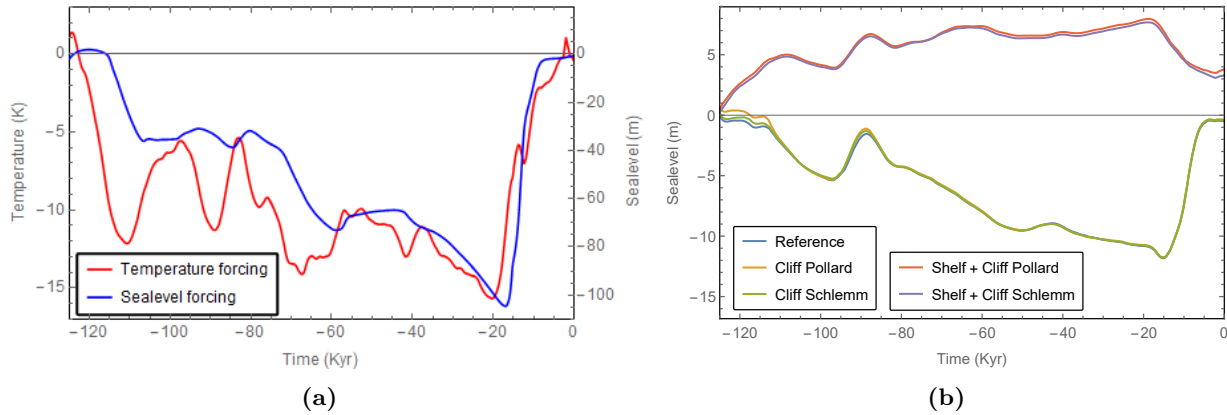 0
−5
−10
−15
Temperature (K)
20
0
−20
−40
−60
−80
−100
Sealevel (m)
Temperature forcing
Sealevel forcing
−120 −100 −80 −60 −40 −20 0
Time (Kyr)
(a)
5
0
−5
−10
−15
Sealevel (m)
Reference
Cliff Pollard
Cliff Schlemm
Shelf + Cliff Pollard
Shelf + Cliff Schlemm
−120 −100 −80 −60 −40 −20 0
Time (Kyr)
(b)